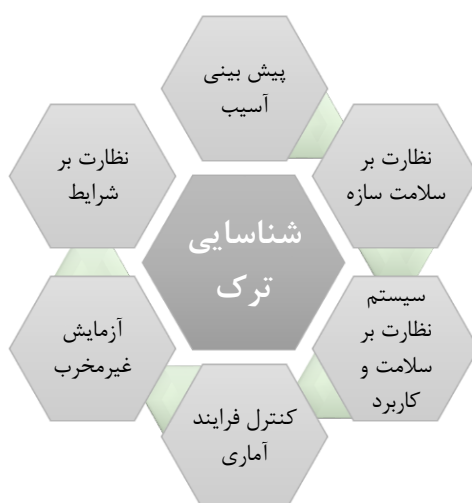 پیش بینی
آسیب
نظارت بر
سلامت سازه
سیستم
نظارت بر
سلامت و
کاربرد
کنترل فرایند
آماری
آزمایش
غیرمخرب
نظارت بر
شرایط
شناسایی
ترک